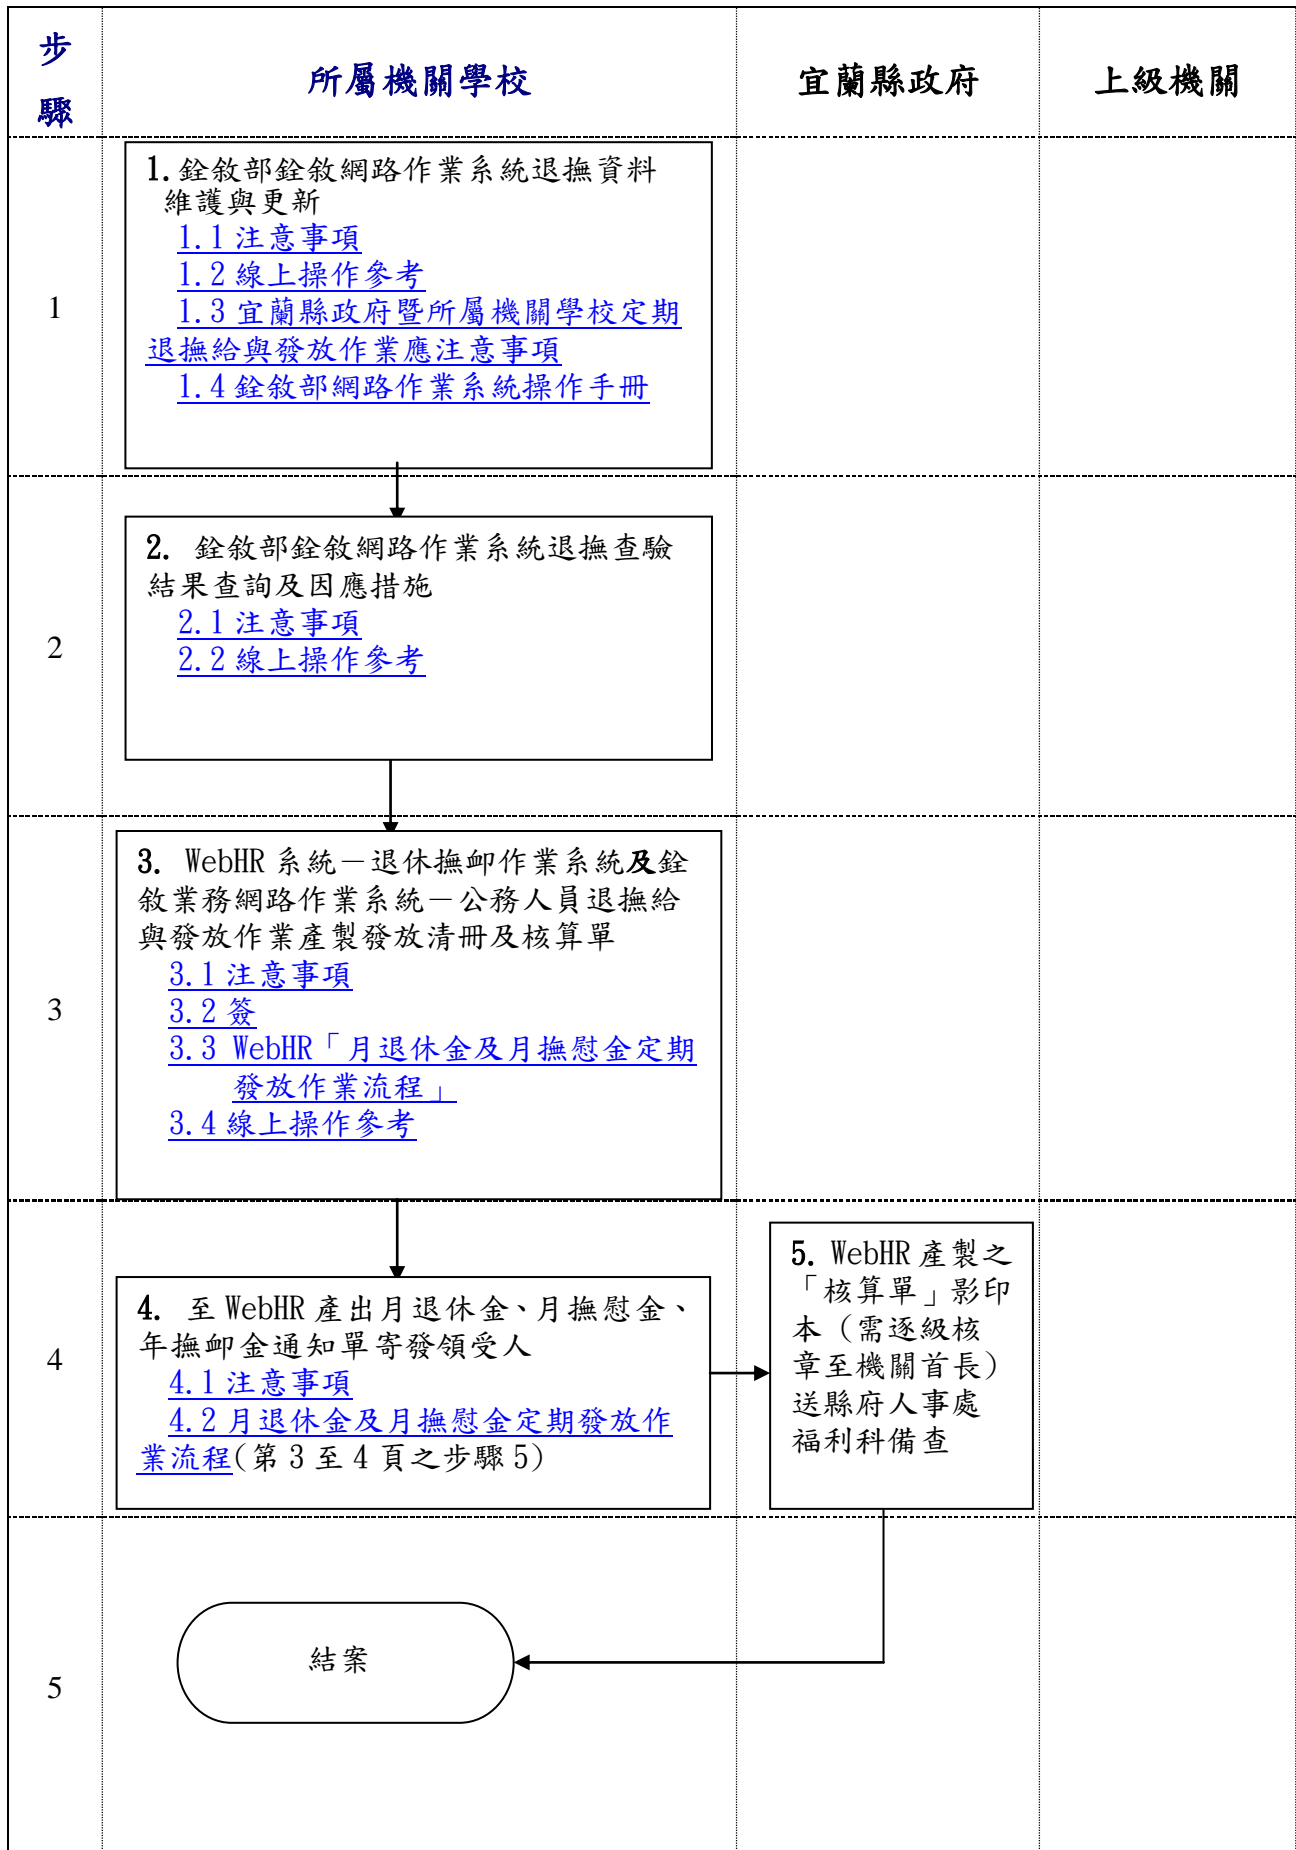 步
驟
所屬機關學校
宜蘭縣政府
上級機關
1
1.銓敘部銓敘網路作業系統退撫資料
維護與更新
1.1 注意事項
1.2 線上操作參考
1.3 宜蘭縣政府暨所屬機關學校定期
退撫給與發放作業應注意事項
1.4 銓敘部網路作業系統操作手冊
2
2. 銓敘部銓敘網路作業系統退撫查驗
結果查詢及因應措施
2.1 注意事項
2.2 線上操作參考
3
3. WebHR 系統－退休撫卹作業系統及銓
敘業務網路作業系統－公務人員退撫給
與發放作業產製發放清冊及核算單
3.1 注意事項
3.2 簽
3.3 WebHR「月退休金及月撫慰金定期
發放作業流程」
3.4 線上操作參考
4
4. 至 WebHR 產出月退休金、月撫慰金、
年撫卹金通知單寄發領受人
4.1 注意事項
4.2 月退休金及月撫慰金定期發放作
業流程(第 3 至 4 頁之步驟 5)
5. WebHR 產製之
「核算單」影印
本（需逐級核
章至機關首長）
送縣府人事處
福利科備查
5
結案